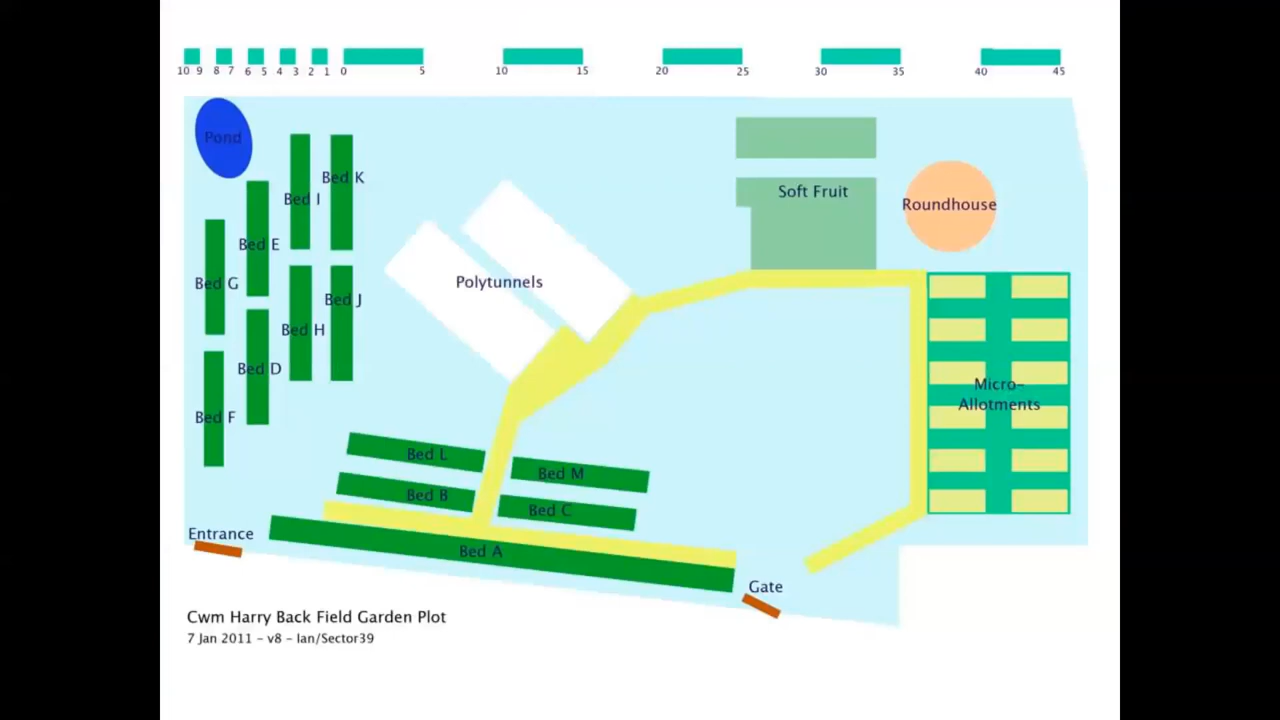 10 9 8 7 6 5 4 3 2 1 0 5 10 15 20 25 30 35 40 45
Pond
Bed K
Bed I
Soft Fruit
Roundhouse
Bed E
Bed G
Polytunnels
Bed J
Bed H
Bed D
Micro-
Allotments
Bed F
Bed L
Bed M
Bed B
Bed C
Entrance
Bed A
Gate
Cwm Harry Back Field Garden Plot
7 Jan 2011 - v8 - Ian/Sector39